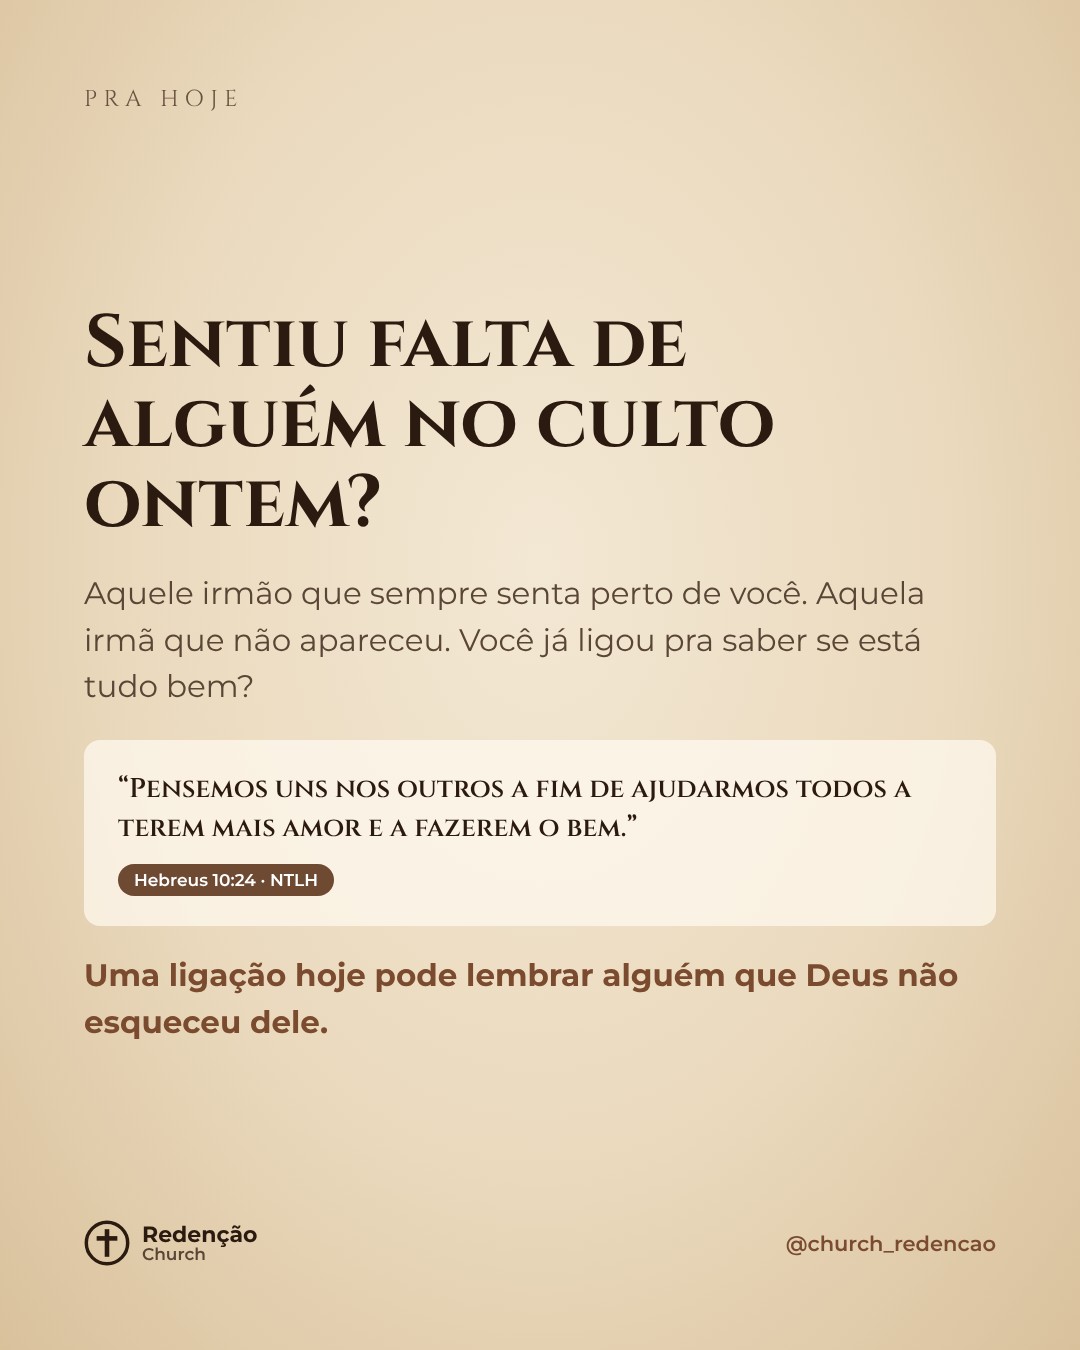 PRA HOJE
Sentiu falta de
alguém no culto
ontem?
Aquele irmão que sempre senta perto de você. Aquela
irmã que não apareceu. Você já ligou pra saber se está
tudo bem?
“Pensemos uns nos outros a fim de ajudarmos todos a
terem mais amor e a fazerem o bem.”
Hebreus 10:24 · NTLH
Uma ligação hoje pode lembrar alguém que Deus não
esqueceu dele.
Redenção
Church
@church_redencao